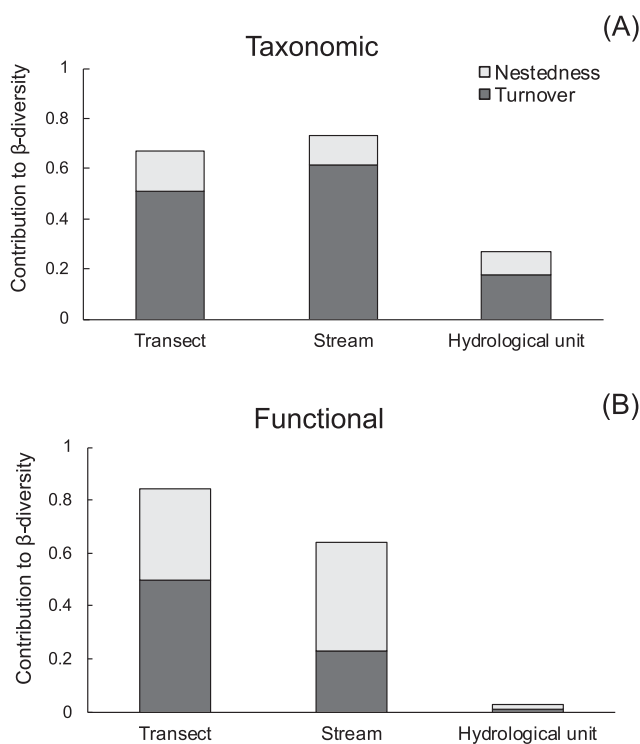 (A)
Taxonomic
Nestedness
Turnover
Contribution to β-diversity
1
0.8
0.6
0.4
0.2
0
Transect
Stream
Hydrological unit
(B)
Functional
Contribution to β-diversity
1
0.8
0.6
0.4
0.2
0
Transect
Stream
Hydrological unit